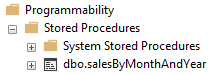 Programmability
Stored Procedures
System Stored Procedures
dbo.salesByMonthAndYear